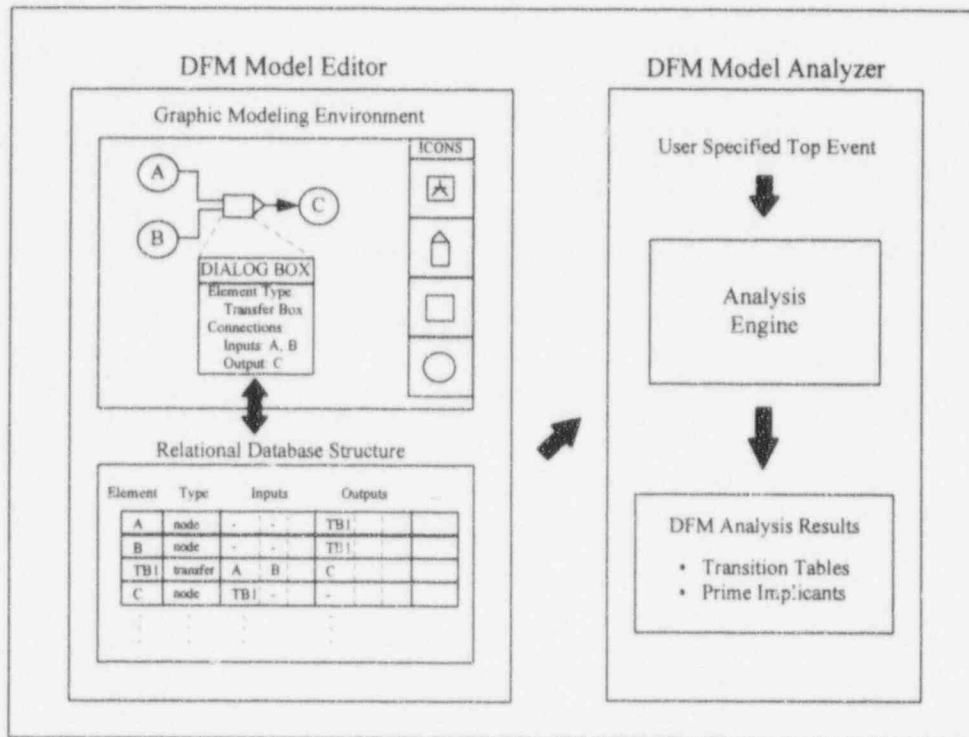 DFM Model Editor
Graphic Modeling Environment
A
B
C
ICONS
DIALOG BOX
Element Type
Transfer Box
Connections
Inputs: A, B
Output: C
Relational Database Structure
Element Type Inputs Outputs
A node - - TB1
B node - - TB1
TB1 transfer A B C
C node TB1 - -
DFM Model Analyzer
User Specified Top Event
Analysis
Engine
DFM Analysis Results
• Transition Tables
• Prime Implicants